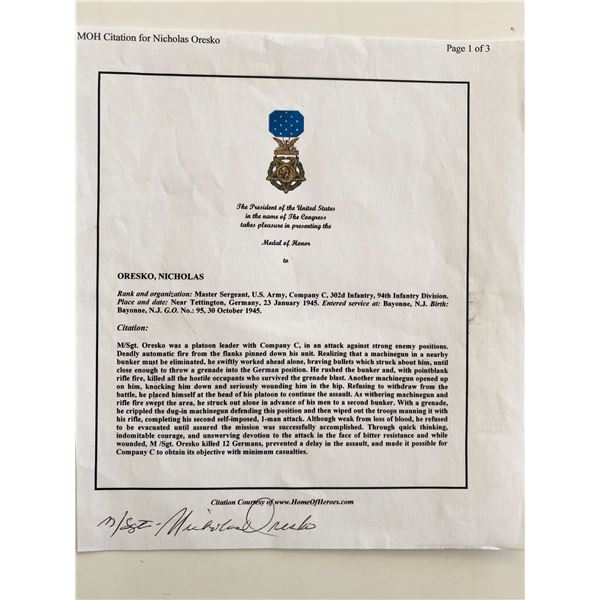 MOH Citation for Nicholas Oresko
Page 1 of 3
The President of the United States
in the name of The Congress
takes pleasure in presenting the
Medal of Honor
to
ORESKO, NICHOLAS
Rank and organization: Master Sergeant, U.S. Army, Company C, 302d Infantry, 94th Infantry Division.
Place and date: Near Tettington, Germany, 23 January 1945. Entered service at: Bayonne, N.J. Birth:
Bayonne, N.J. G.O. No.: 95, 30 October 1945.
Citation:
M/Sgt. Oresko was a platoon leader with Company C, in an attack against strong enemy positions.
Deadly automatic fire from the flanks pinned down his unit. Realizing that a machinegun in a nearby
bunker must be eliminated, he swiftly worked ahead alone, braving bullets which struck about him, until
close enough to throw a grenade into the German position. He rushed the bunker and, with pointblank
rifle fire, killed all the hostile occupants who survived the grenade blast. Another machinegun opened up
on him, knocking him down and seriously wounding him in the hip. Refusing to withdraw from the
battle, he placed himself at the head of his platoon to continue the assault. As withering machinegun and
rifle fire swept the area, he struck out alone in advance of his men to a second bunker. With a grenade,
he crippled the dug-in machinegun defending this position and then wiped out the troops manning it with
his rifle, completing his second self-imposed, 1-man attack. Although weak from loss of blood, he refused
to be evacuated until assured the mission was successfully accomplished. Through quick thinking,
indomitable courage, and unswerving devotion to the attack in the face of bitter resistance and while
wounded, M /Sgt. Oresko killed 12 Germans, prevented a delay in the assault, and made it possible for
Company C to obtain its objective with minimum casualties.
Citation Courtesy of www.HomeOfHeroes.com
M/Sgt - Nicholas Oresko